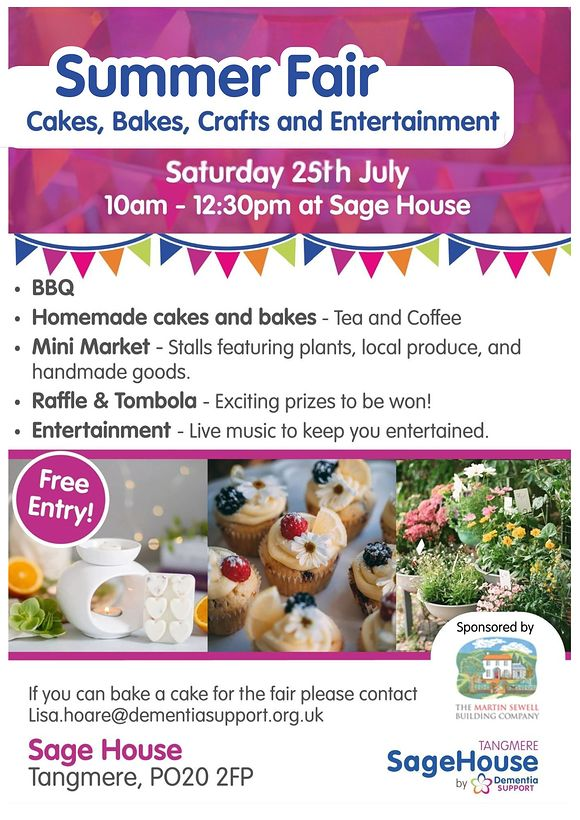 Summer Fair
Cakes, Bakes, Crafts and Entertainment
Saturday 25th July
10am - 12:30pm at Sage House
• BBQ
• Homemade cakes and bakes - Tea and Coffee
• Mini Market - Stalls featuring plants, local produce, and
handmade goods.
• Raffle & Tombola - Exciting prizes to be won!
• Entertainment - Live music to keep you entertained.
Free
Entry!
Sponsored by
THE MARTIN SEWELL
BUILDING COMPANY
If you can bake a cake for the fair please contact
Lisa.hoare@dementiasupport.org.uk
Sage House
Tangmere, PO20 2FP
TANGMERE
SageHouse
by Dementia
SUPPORT